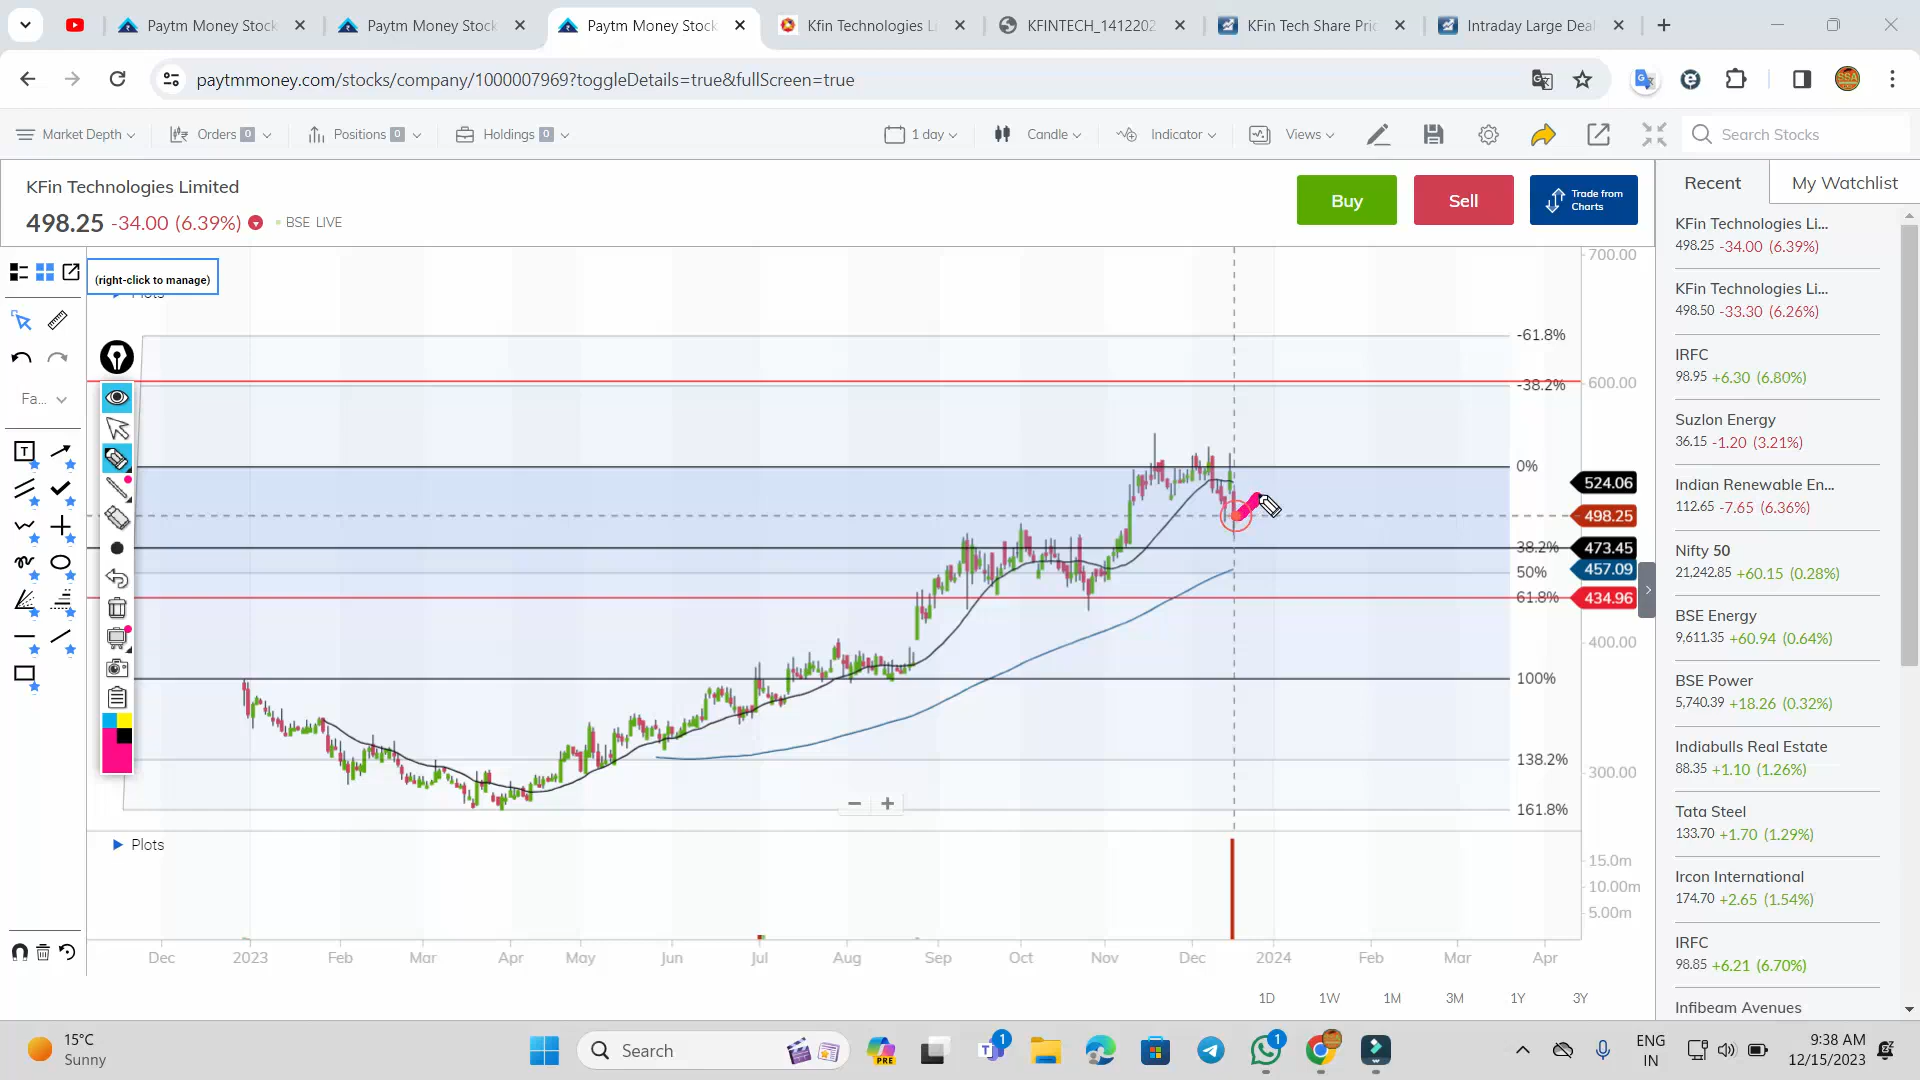 Paytm Money Stock
Paytm Money Stock
Paytm Money Stock
Kfin Technologies L
KFINTECH_1412202
KFin Tech Share Pric
Intraday Large Deal
paytmmoney.com/stocks/company/1000007969?toggleDetails=true&fullScreen=true
Market Depth
Orders 0
Positions 0
Holdings 0
1 day
Candle
Indicator
Views
Search Stocks
KFin Technologies Limited
498.25 -34.00 (6.39%) BSE LIVE
Buy
Sell
Trade from
Charts
Recent
My Watchlist
KFin Technologies Li...
498.25 -34.00 (6.39%)
KFin Technologies Li...
498.50 -33.30 (6.26%)
IRFC
98.95 +6.30 (6.80%)
Suzlon Energy
36.15 -1.20 (3.21%)
Indian Renewable En...
112.65 -7.65 (6.36%)
Nifty 50
21,242.85 +60.15 (0.28%)
BSE Energy
9,611.35 +60.94 (0.64%)
BSE Power
5,740.39 +18.26 (0.32%)
Indiabulls Real Estate
88.35 +1.10 (1.26%)
Tata Steel
133.70 +1.70 (1.29%)
Ircon International
174.70 +2.65 (1.54%)
IRFC
98.85 +6.21 (6.70%)
Infibeam Avenues
(right-click to manage)
Plots
Fa...
T
700.00
-61.8%
600.00
-38.2%
0%
524.06
498.25
38.2%
473.45
50%
457.09
61.8%
434.96
400.00
100%
138.2%
300.00
161.8%
Plots
15.0m
10.00m
5.00m
Dec 2023 Feb Mar Apr May Jun Jul Aug Sep Oct Nov Dec 2024 Feb Mar Apr
1D 1W 1M 3M 1Y 3Y
15°C
Sunny
Search
PRE
1
1
ENG
IN
9:38 AM
12/15/2023